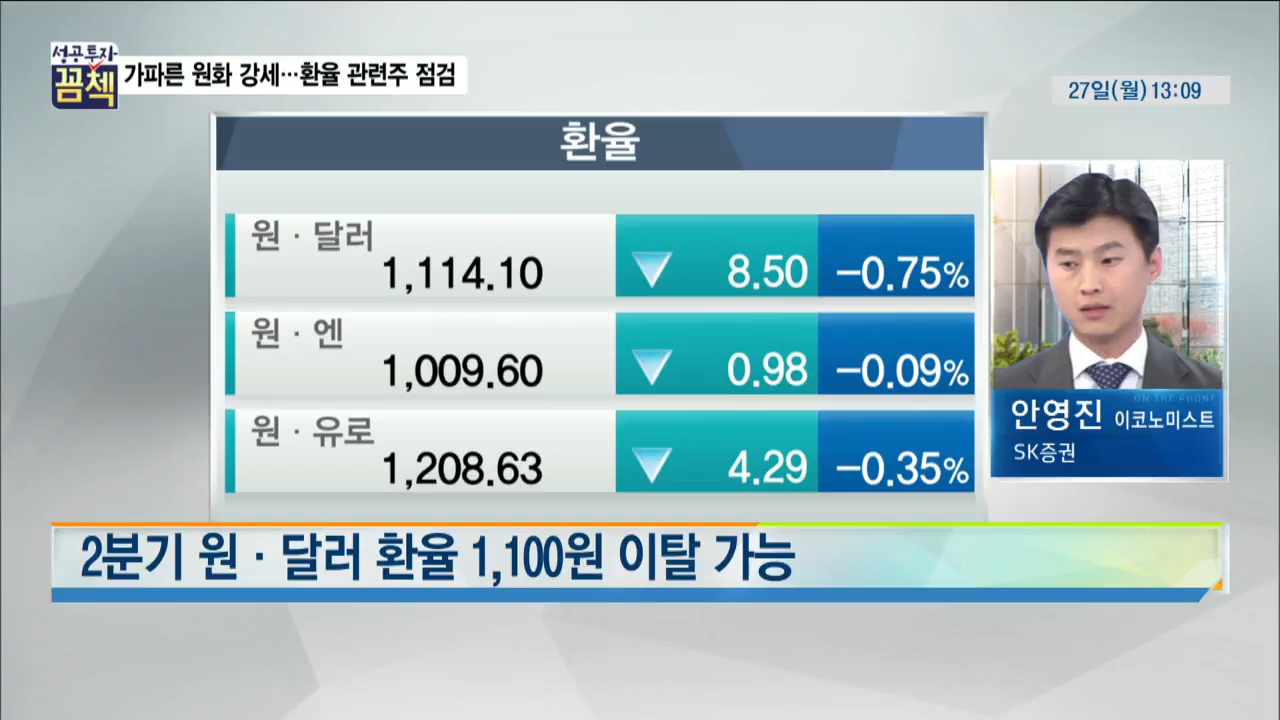 성공투자
꼼첵
가파른 원화 강세…환율 관련주 점검
27일(월) 13:09
환율
원 · 달러
1,114.10 ▼ 8.50 -0.75%
원 · 엔
1,009.60 ▼ 0.98 -0.09%
원 · 유로
1,208.63 ▼ 4.29 -0.35%
ON THE PHONE
안영진 이코노미스트
SK증권
2분기 원 · 달러 환율 1,100원 이탈 가능